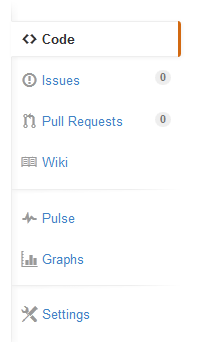 Code
Issues 0
Pull Requests 0
Wiki
Pulse
Graphs
Settings